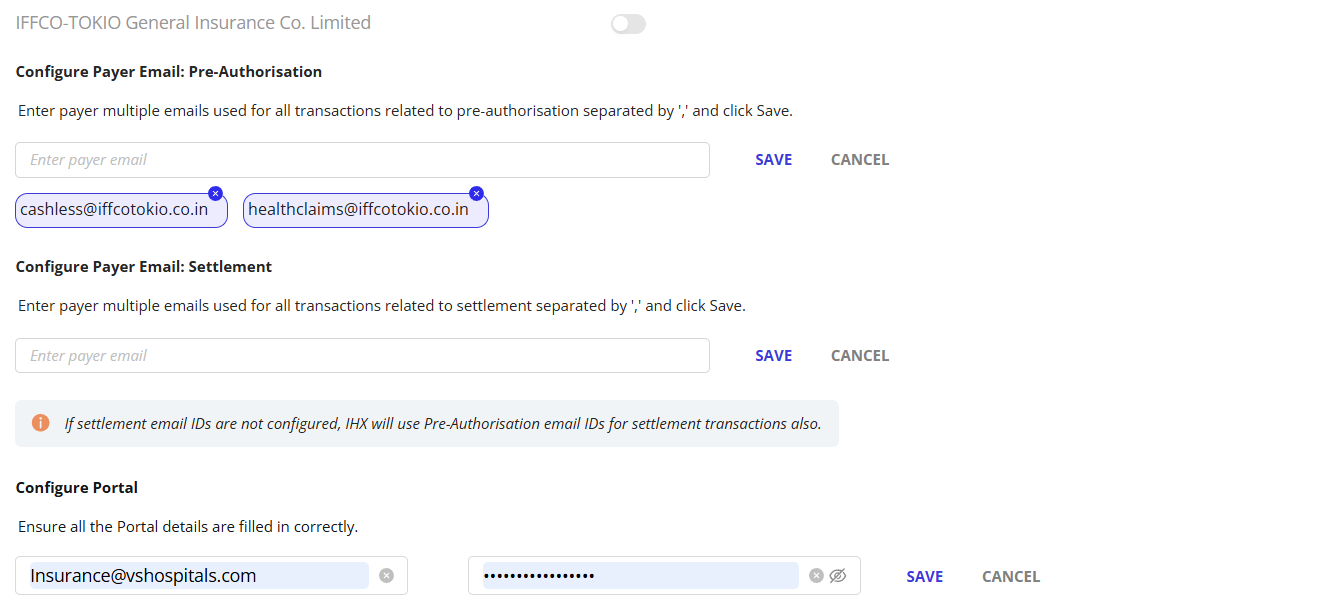 IFFCO-TOKIO General Insurance Co. Limited
Configure Payer Email: Pre-Authorisation
Enter payer multiple emails used for all transactions related to pre-authorisation separated by ',' and click Save.
Enter payer email SAVE CANCEL
cashless@iffcotokio.co.in healthclaims@iffcotokio.co.in
Configure Payer Email: Settlement
Enter payer multiple emails used for all transactions related to settlement separated by ',' and click Save.
Enter payer email SAVE CANCEL
If settlement email IDs are not configured, IHX will use Pre-Authorisation email IDs for settlement transactions also.
Configure Portal
Ensure all the Portal details are filled in correctly.
Insurance@vshospitals.com ••••••••••••••••• SAVE CANCEL